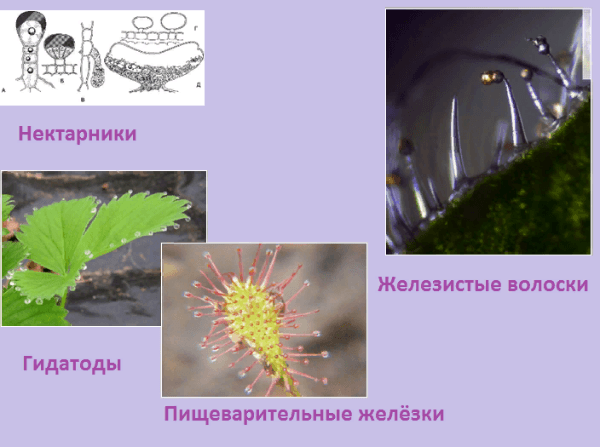 А
Б
В
Г
Д
Нектарники
Железистые волоски
Гидатоды
Пищеварительные желёзки